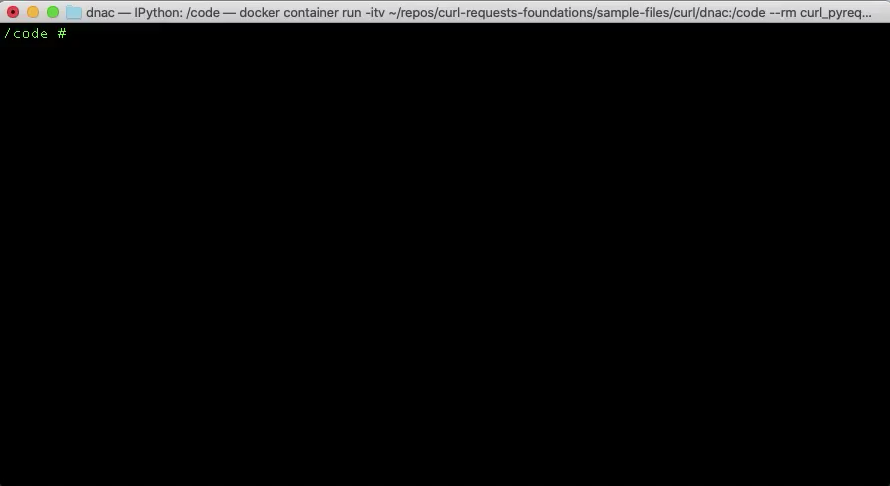 dnac — IPython: /code — docker container run -itv ~/repos/curl-requests-foundations/sample-files/curl/dnac:/code --rm curl_pyreq...
/code #